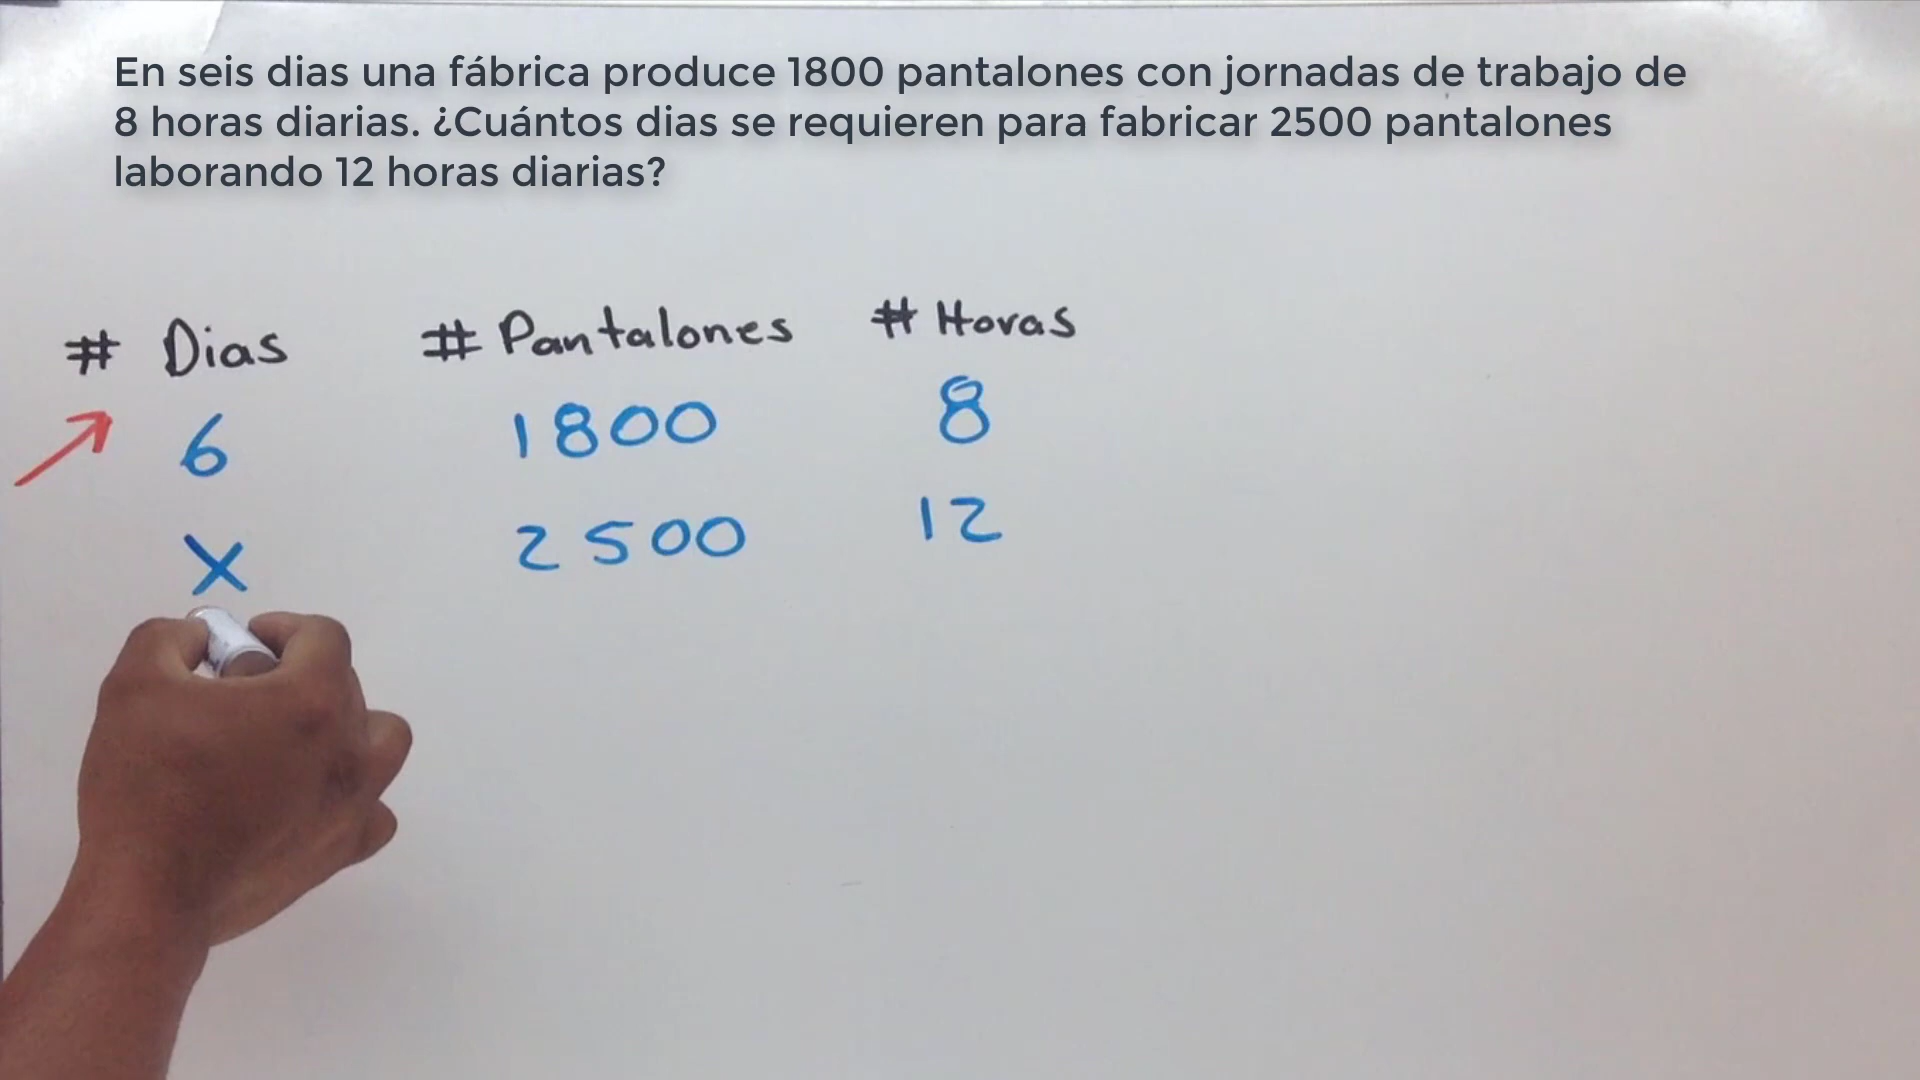 En seis dias una fábrica produce 1800 pantalones con jornadas de trabajo de
8 horas diarias. ¿Cuántos dias se requieren para fabricar 2500 pantalones
laborando 12 horas diarias?
# Dias # Pantalones # Horas
6 1800 8
X 2500 12